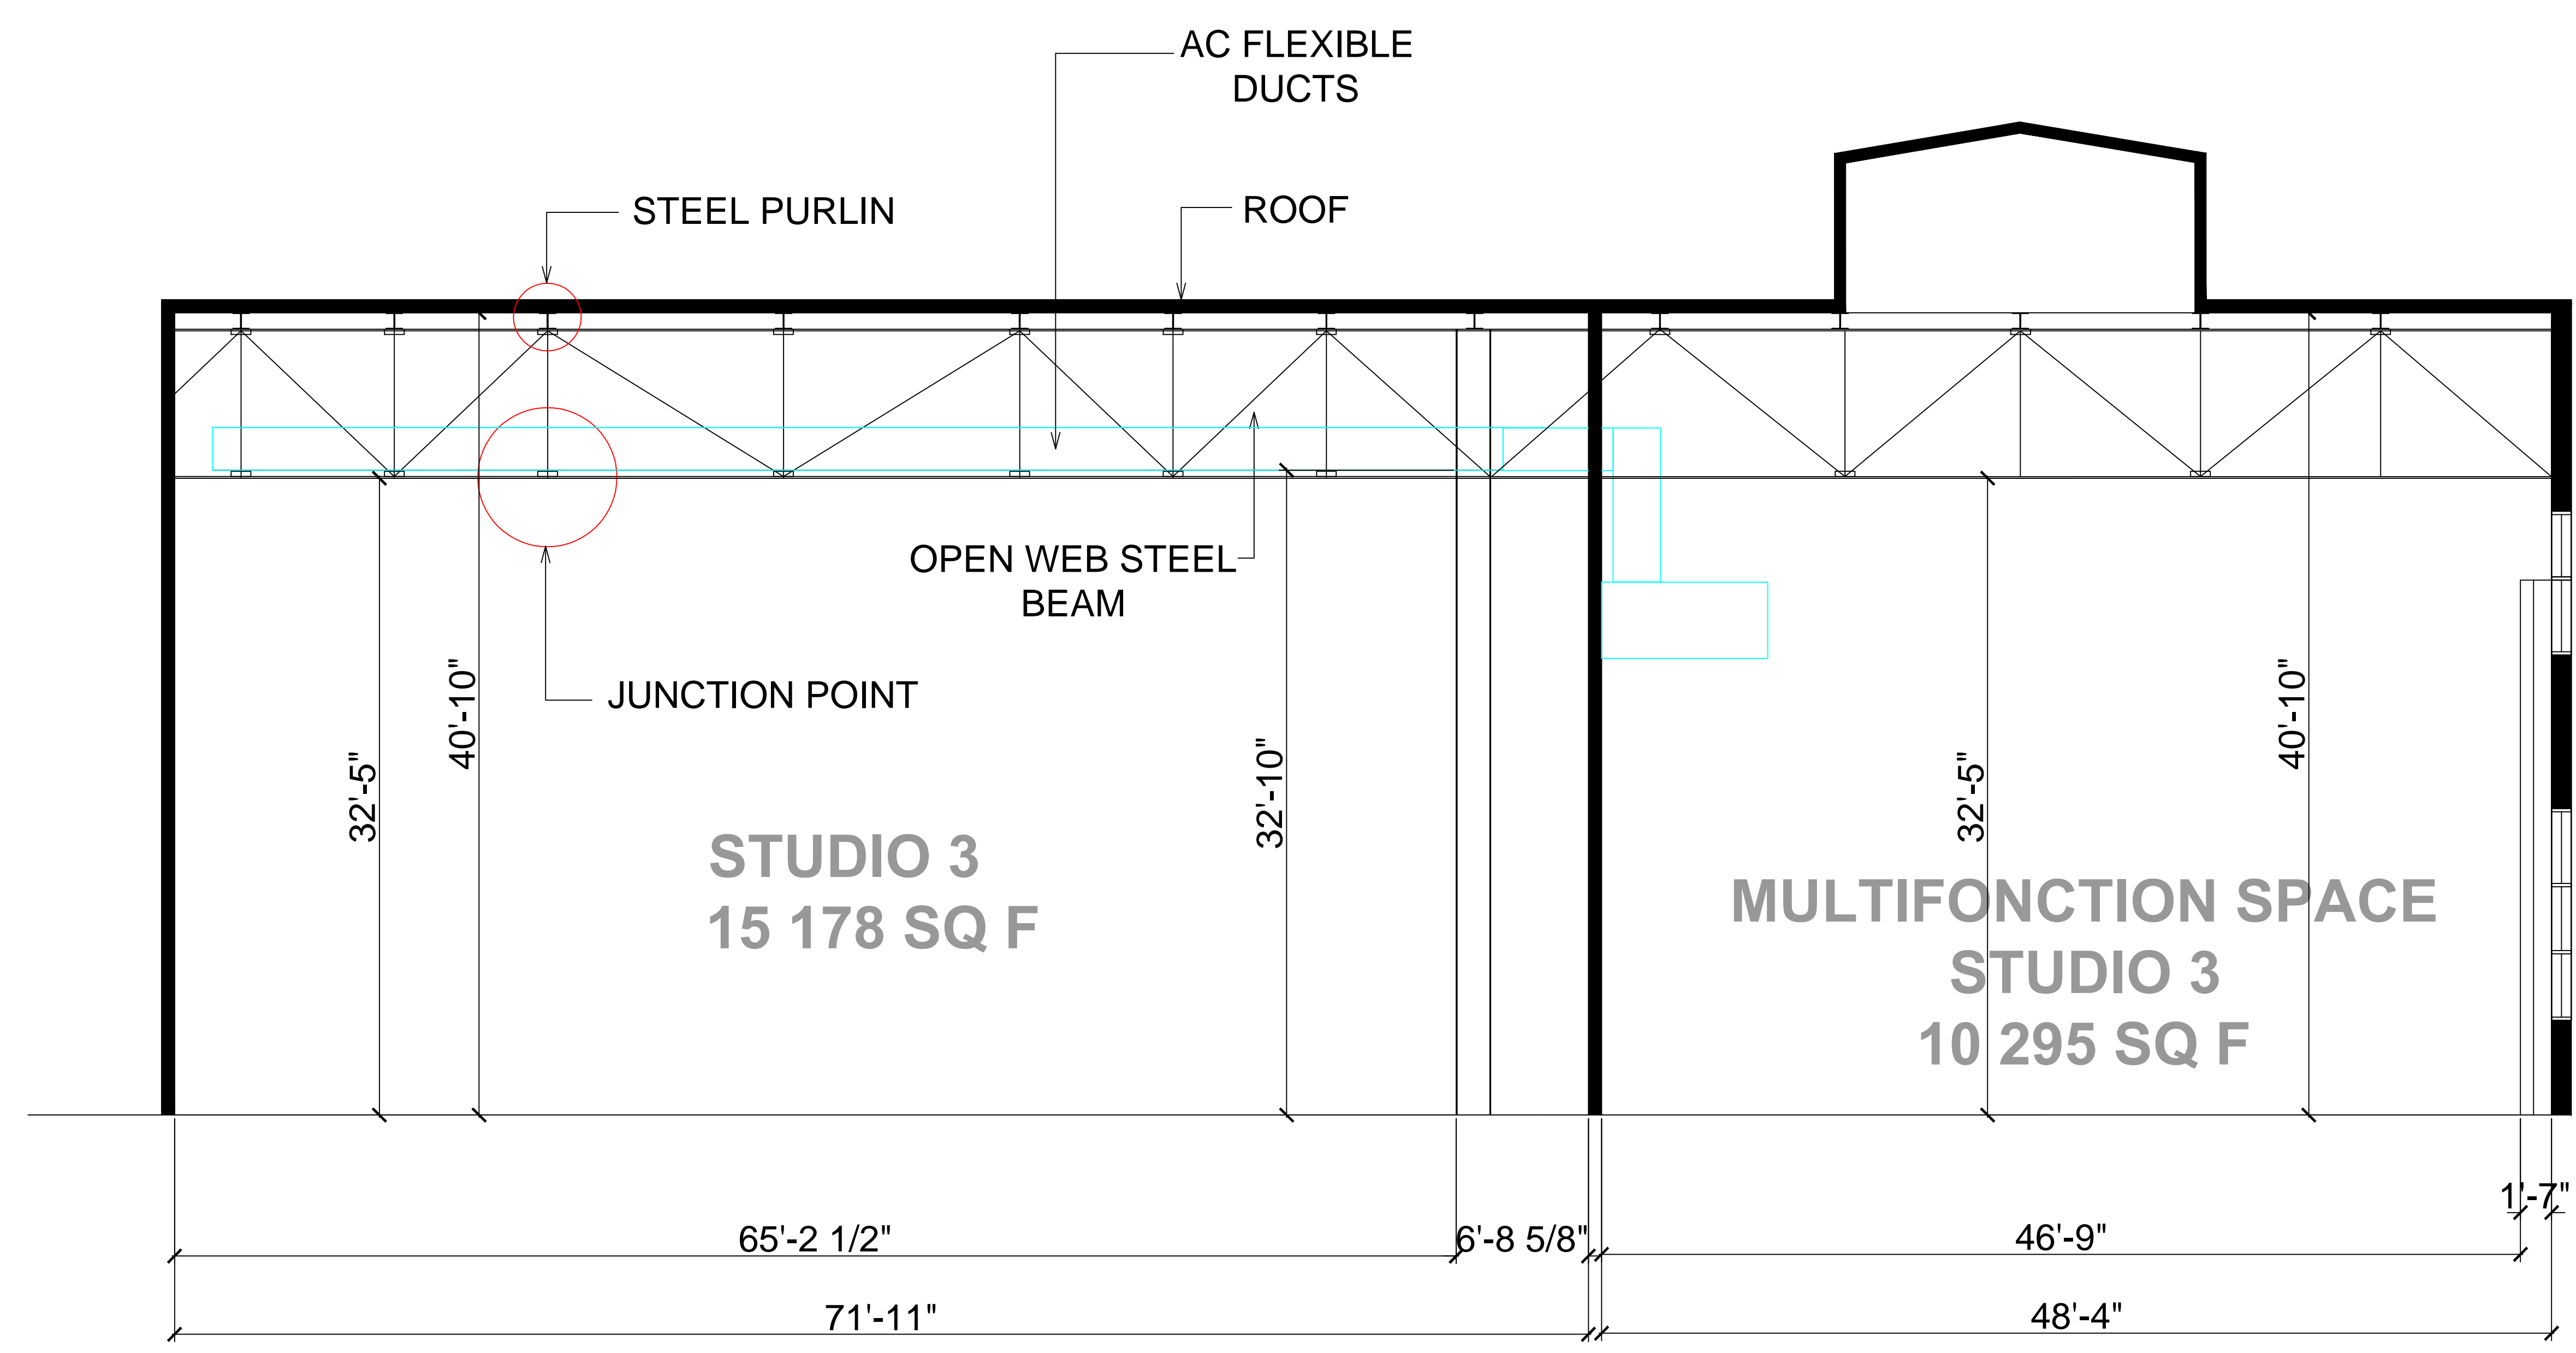 AC FLEXIBLE
DUCTS
STEEL PURLIN
ROOF
OPEN WEB STEEL
BEAM
JUNCTION POINT
40'-10"
32'-5"
32'-10"
40'-10"
32'-5"
STUDIO 3
15 178 SQ F
MULTIFONCTION SPACE
STUDIO 3
10 295 SQ F
1'-7"
65'-2 1/2"
6'-8 5/8"
46'-9"
71'-11"
48'-4"